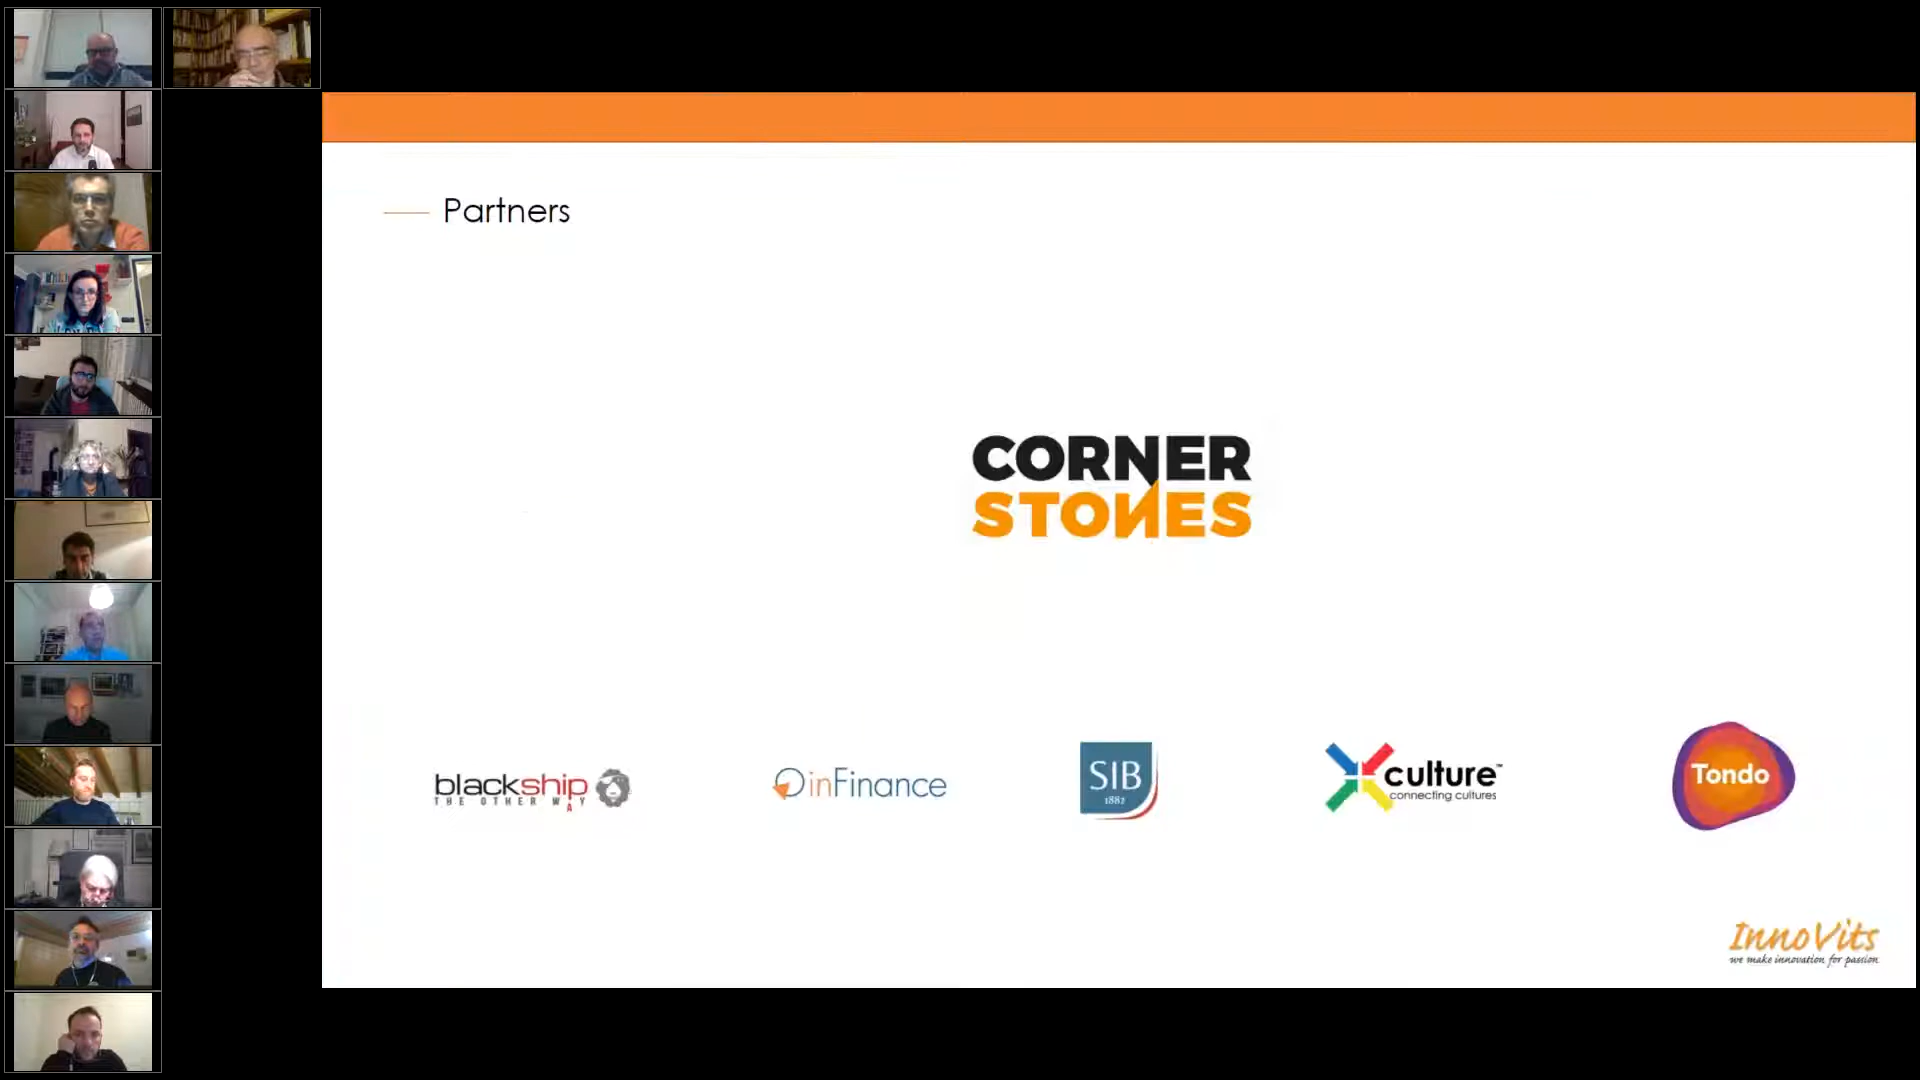 Partners
CORNER
STONES
blackship
THE OTHER WAY
inFinance
SIB
1882
culture™
connecting cultures
Tondo
InnoVits
we make innovation for passion